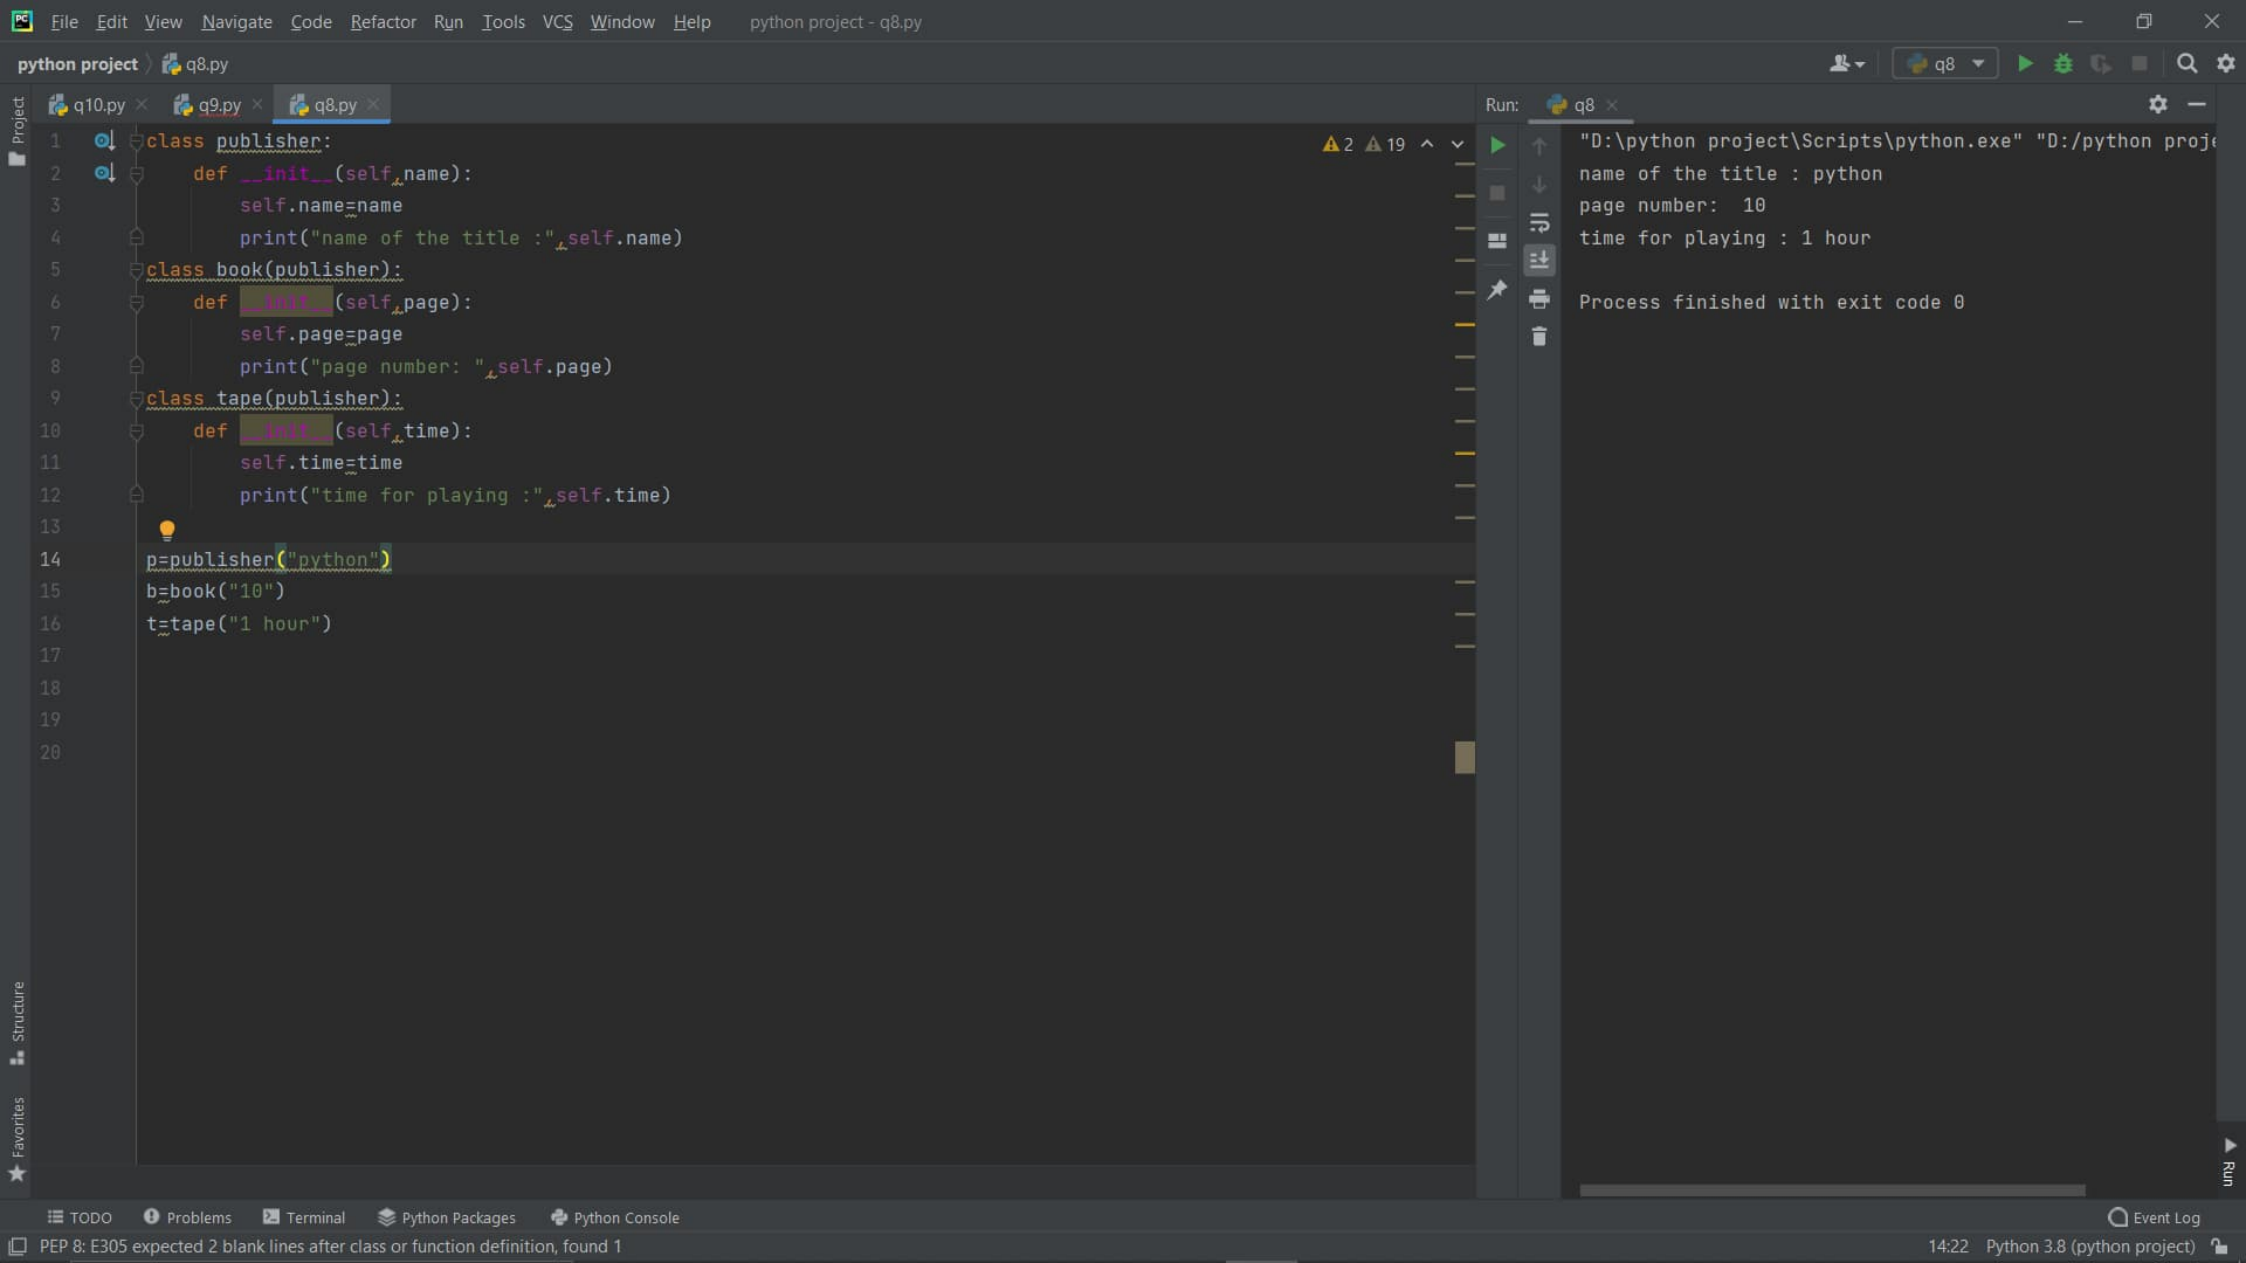 File Edit View Navigate Code Refactor Run Tools VCS Window Help python project - q8.py
python project q8.py q8
Project
q10.py q9.py q8.py
1 class publisher:
2 def __init__(self,name):
3 self.name=name
4 print("name of the title :",self.name)
5 class book(publisher):
6 def __init__(self,page):
7 self.page=page
8 print("page number: ",self.page)
9 class tape(publisher):
10 def __init__(self,time):
11 self.time=time
12 print("time for playing :",self.time)
13
14 p=publisher("python")
15 b=book("10")
16 t=tape("1 hour")
17
18
19
20
2 19
Run: q8
"D:\python project\Scripts\python.exe" "D:/python proje
name of the title : python
page number:  10
time for playing : 1 hour
Process finished with exit code 0
Structure
Favorites
Run
TODO Problems Terminal Python Packages Python Console Event Log
PEP 8: E305 expected 2 blank lines after class or function definition, found 1 14:22 Python 3.8 (python project)